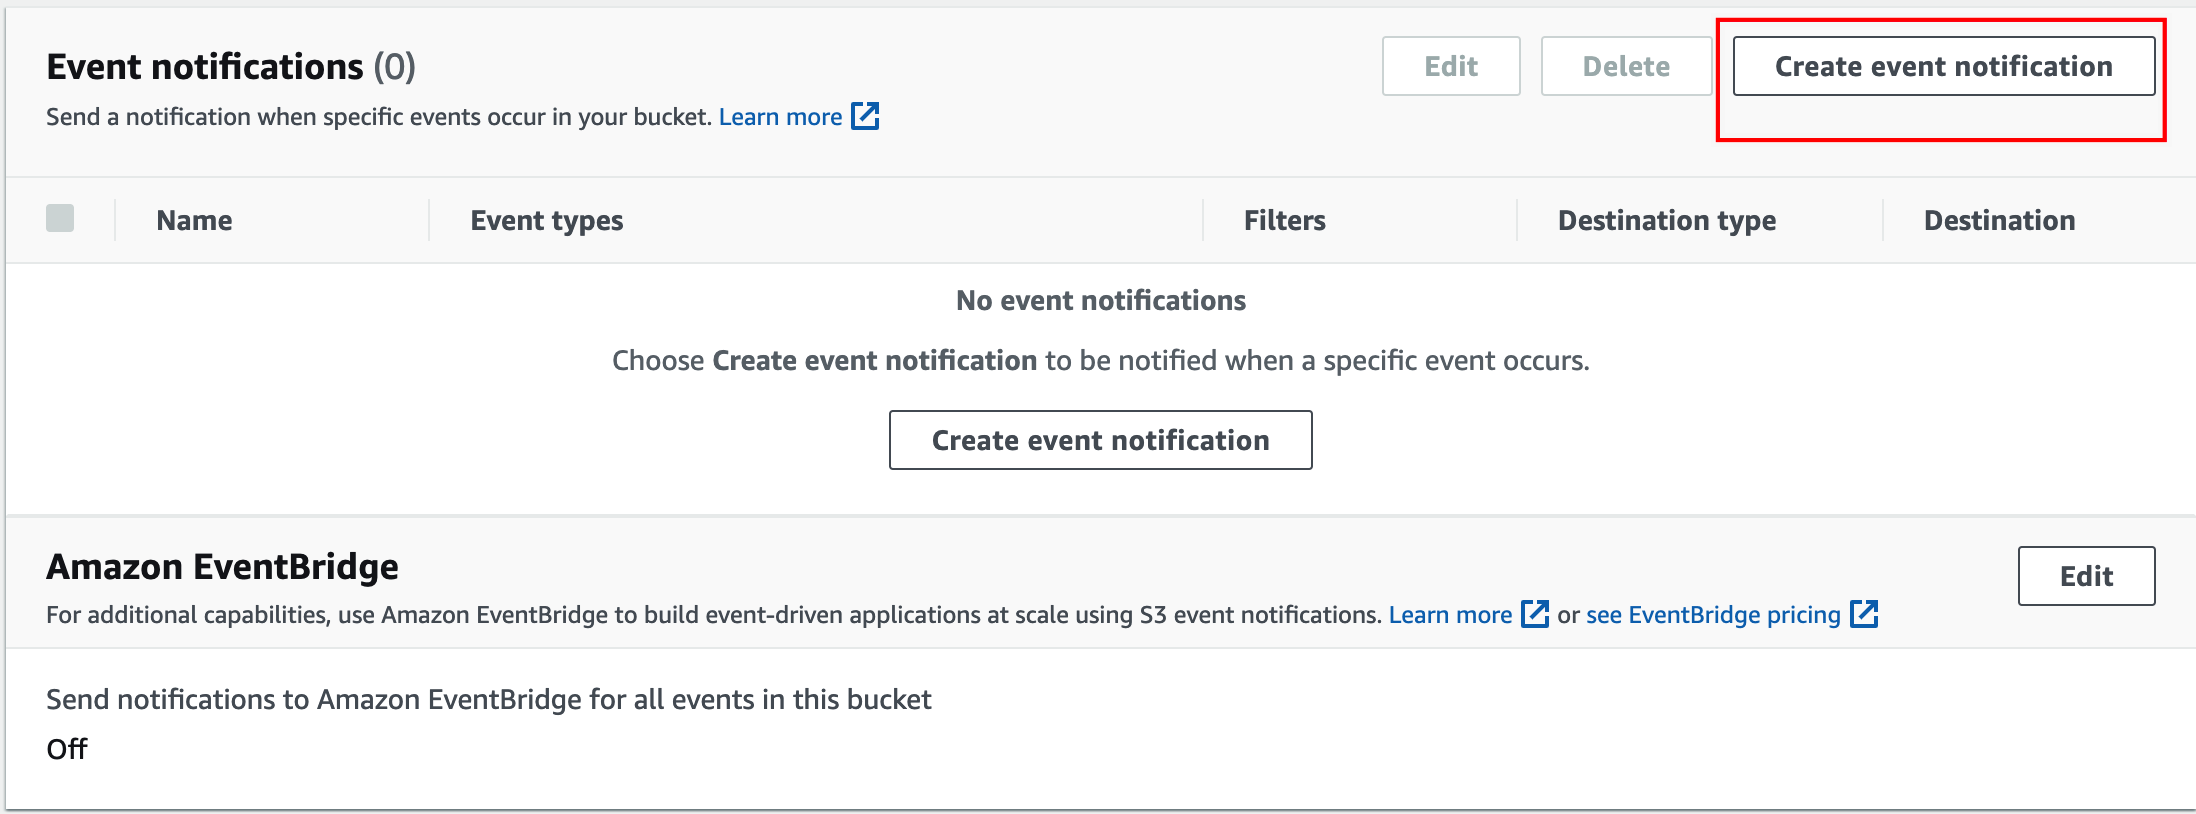 Event notifications (0)
Edit
Delete
Create event notification
Send a notification when specific events occur in your bucket. Learn more
Name
Event types
Filters
Destination type
Destination
No event notifications
Choose Create event notification to be notified when a specific event occurs.
Create event notification
Amazon EventBridge
Edit
For additional capabilities, use Amazon EventBridge to build event-driven applications at scale using S3 event notifications. Learn more or see EventBridge pricing
Send notifications to Amazon EventBridge for all events in this bucket
Off